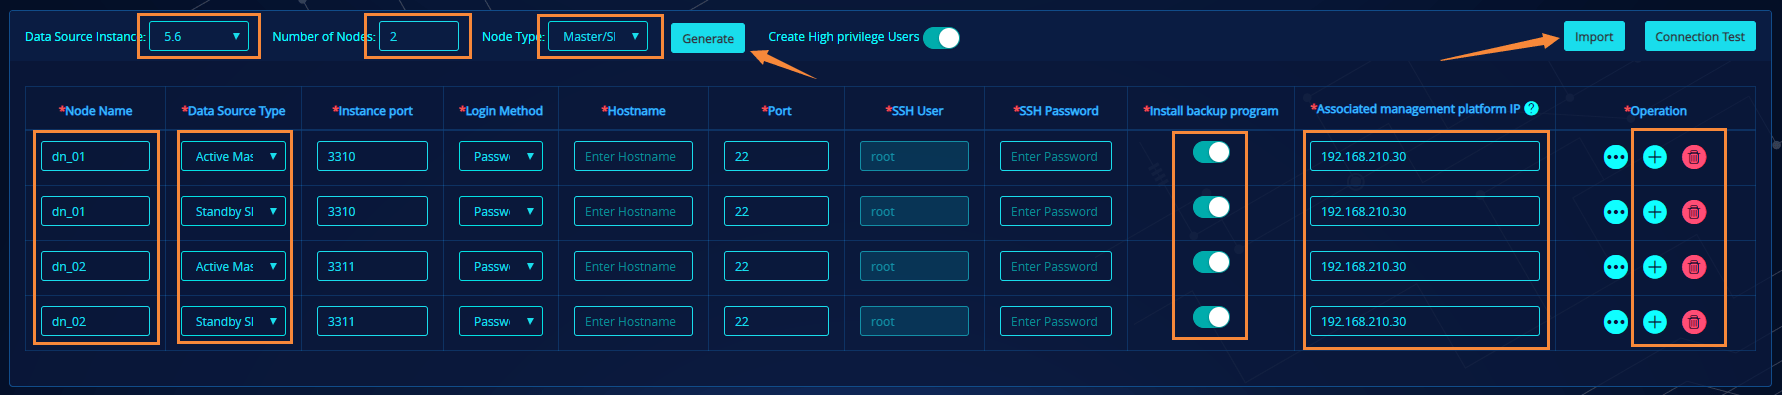 Data Source Instance: 5.6 Number of Nodes: 2 Node Type: Master/Sl Generate Create High privilege Users Import Connection Test
*Node Name *Data Source Type *Instance port *Login Method *Hostname *Port *SSH User *SSH Password *Install backup program *Associated management platform IP ? *Operation
dn_01 Active Mas 3310 Passw Enter Hostname 22 root Enter Password 192.168.210.30
dn_01 Standby Sl 3310 Passw Enter Hostname 22 root Enter Password 192.168.210.30
dn_02 Active Mas 3311 Passw Enter Hostname 22 root Enter Password 192.168.210.30
dn_02 Standby Sl 3311 Passw Enter Hostname 22 root Enter Password 192.168.210.30